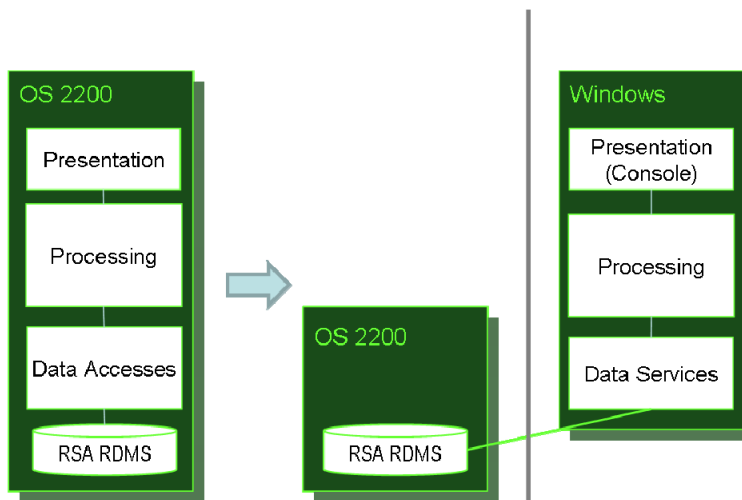 OS 2200
Presentation
Processing
Data Accesses
RSA RDMS
OS 2200
RSA RDMS
Windows
Presentation
(Console)
Processing
Data Services